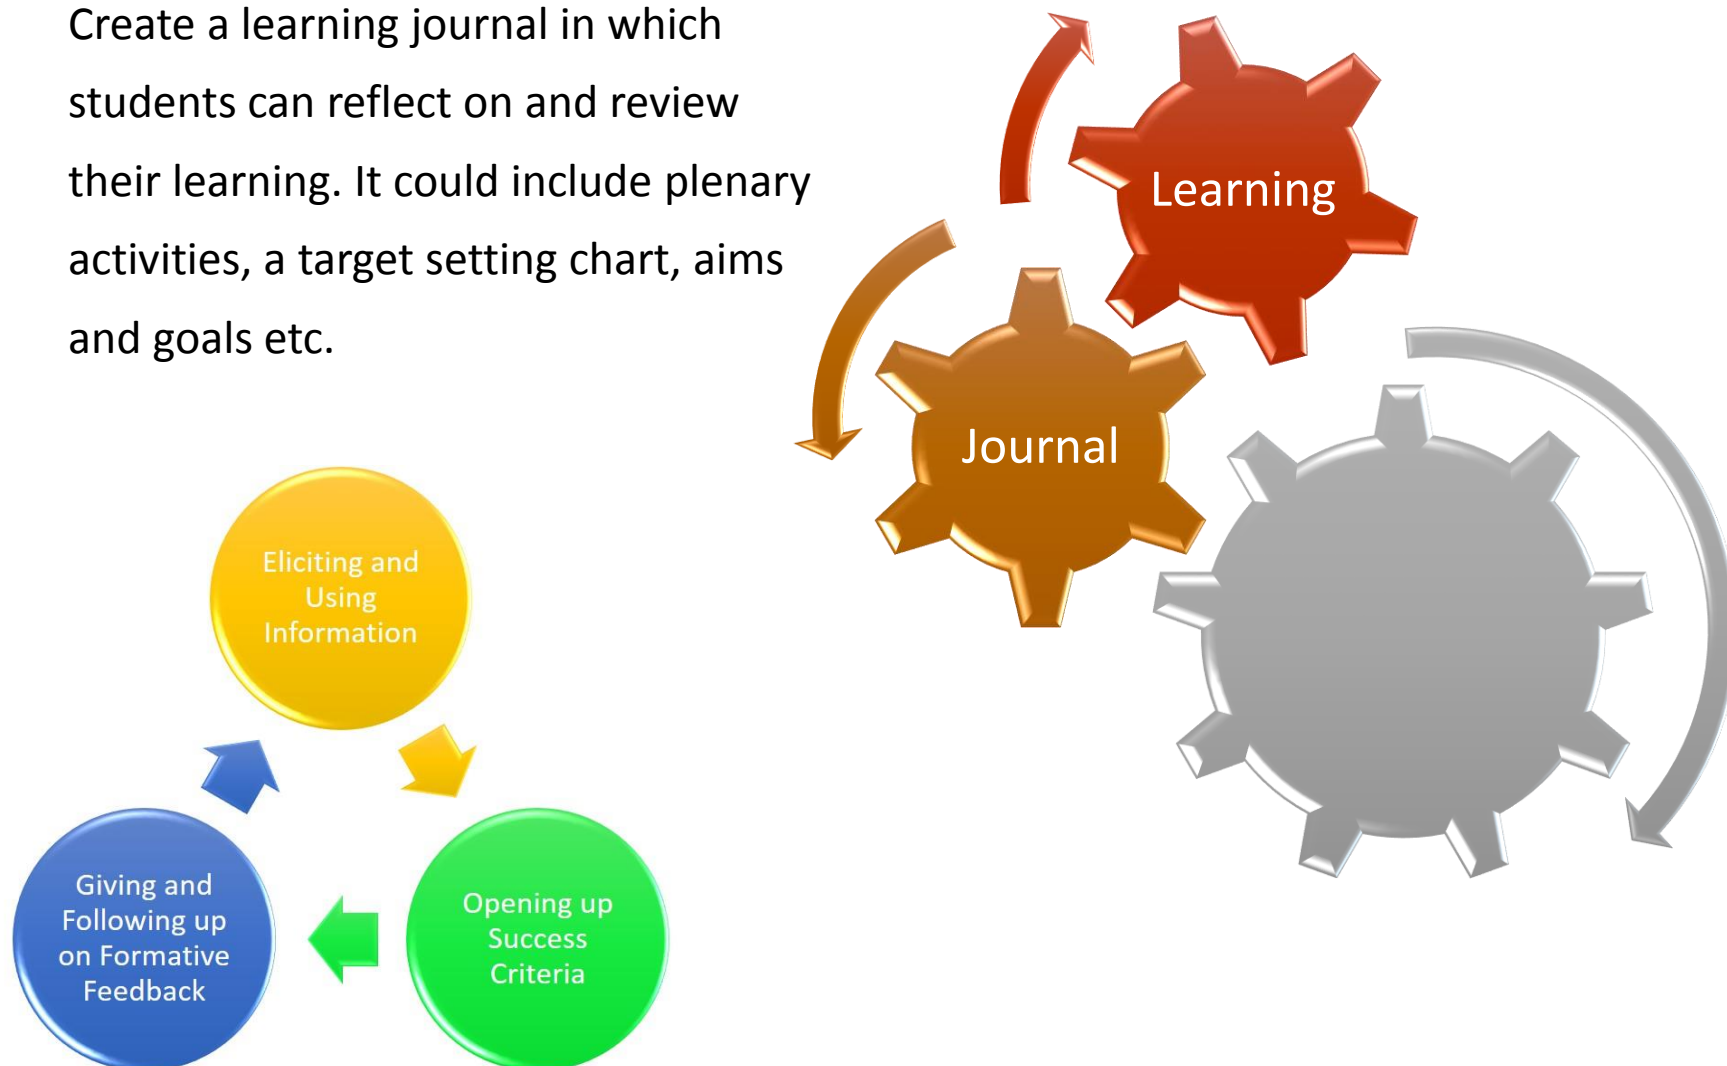 Create a learning journal in which
students can reflect on and review
their learning. It could include plenary
activities, a target setting chart, aims
and goals etc.
Learning
Journal
Eliciting and
Using
Information
Giving and
Following up
on Formative
Feedback
Opening up
Success
Criteria